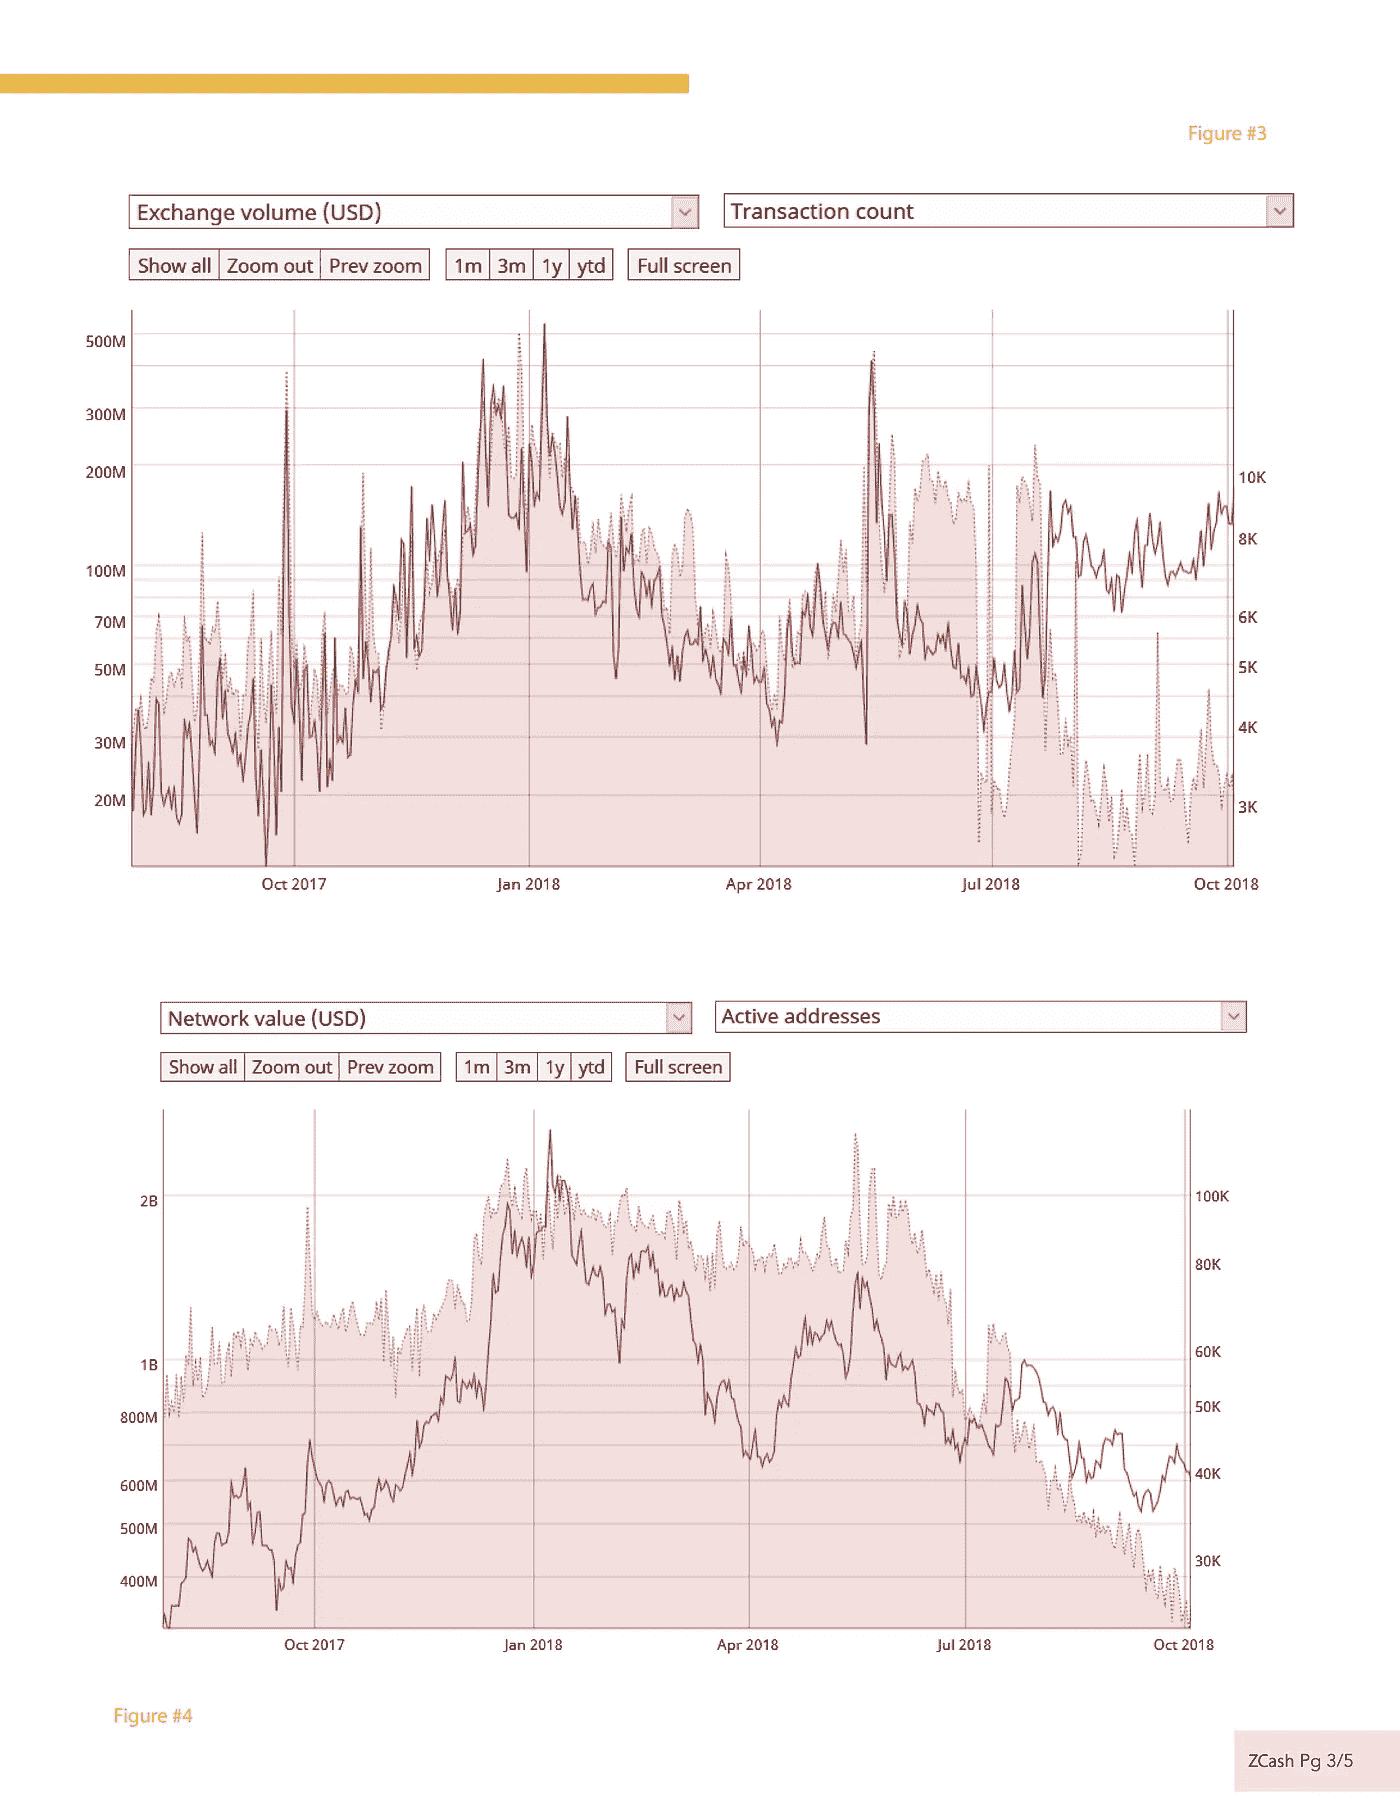 Figure #3
Exchange volume (USD)
Transaction count
Show all Zoom out Prev zoom 1m 3m 1y ytd Full screen
500M
300M
200M
10K
8K
100M
70M
6K
50M
5K
30M
4K
20M
3K
Oct 2017 Jan 2018 Apr 2018 Jul 2018 Oct 2018
Network value (USD)
Active addresses
Show all Zoom out Prev zoom 1m 3m 1y ytd Full screen
2B
100K
80K
1B
60K
800M
50K
600M
40K
500M
30K
400M
Oct 2017 Jan 2018 Apr 2018 Jul 2018 Oct 2018
Figure #4
ZCash Pg 3/5